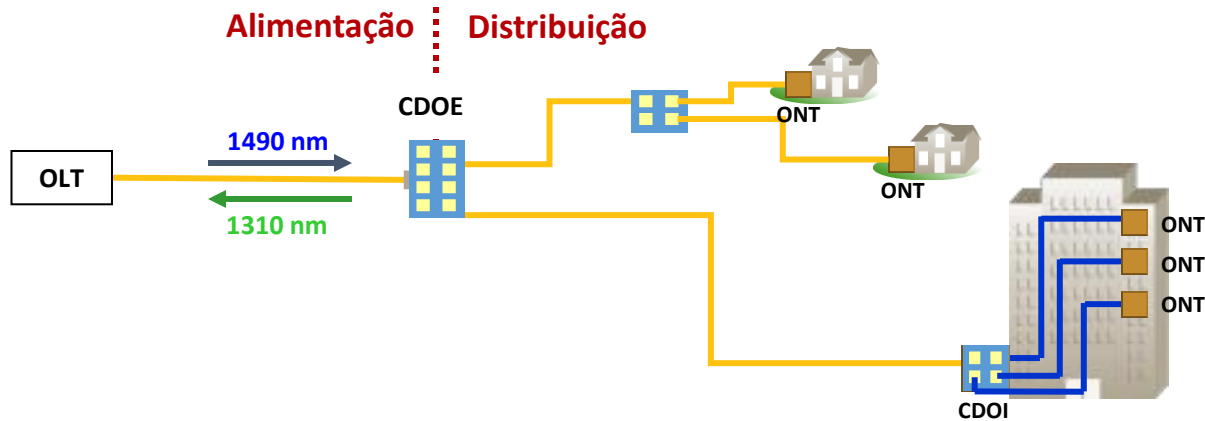 Alimentação
Distribuição
CDOE
1490 nm
OLT
1310 nm
ONT
ONT
ONT
ONT
ONT
CDOI